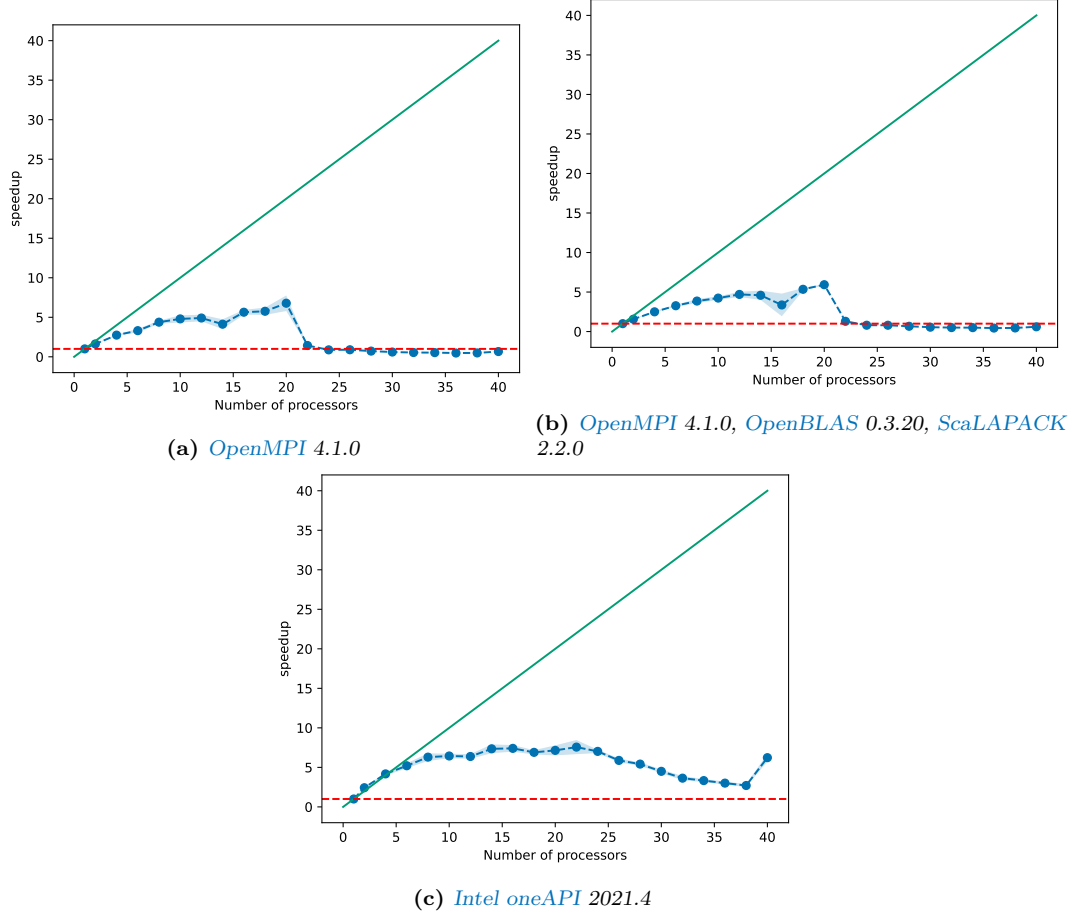 40
35
30
25
20
15
10
5
0
speedup
0 5 10 15 20 25 30 35 40
Number of processors
(a) OpenMPI 4.1.0
40
35
30
25
20
15
10
5
0
speedup
0 5 10 15 20 25 30 35 40
Number of processors
(b) OpenMPI 4.1.0, OpenBLAS 0.3.20, ScaLAPACK
2.2.0
40
35
30
25
20
15
10
5
0
speedup
0 5 10 15 20 25 30 35 40
Number of processors
(c) Intel oneAPI 2021.4